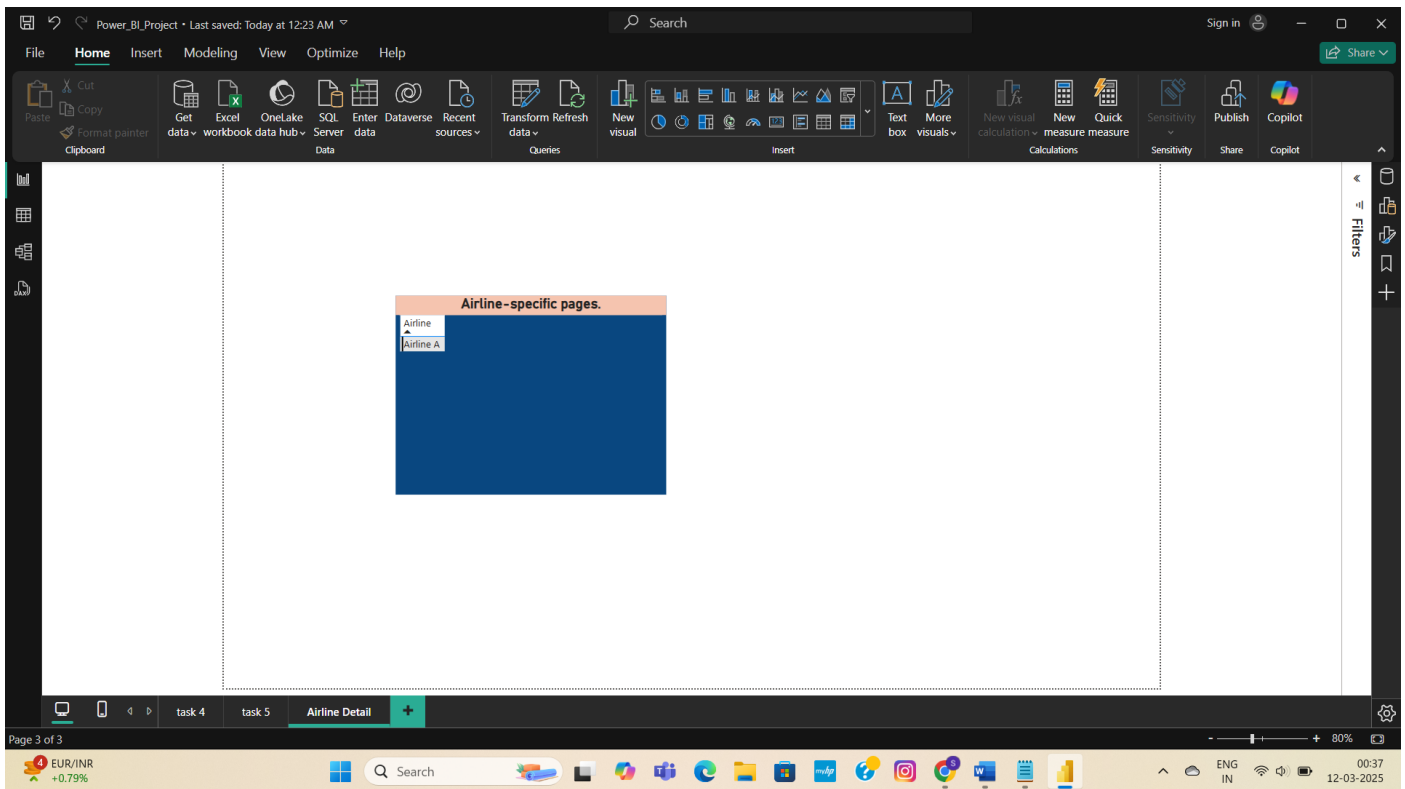 Power_BI_Project • Last saved: Today at 12:23 AM
Search
Sign in
File Home Insert Modeling View Optimize Help
Share
Paste
Cut
Copy
Format painter
Clipboard
Get data
Excel workbook
OneLake data hub
SQL Server
Enter data
Dataverse
Recent sources
Data
Transform data
Refresh
Queries
New visual
Text box
More visuals
Insert
New visual calculation
New measure
Quick measure
Calculations
Sensitivity
Sensitivity
Publish
Share
Copilot
Copilot
DAX
Filters
Airline-specific pages.
Airline
Airline A
task 4 task 5 Airline Detail +
Page 3 of 3
- + 80%
4
EUR/INR
+0.79%
Search
ENG
IN
00:37
12-03-2025